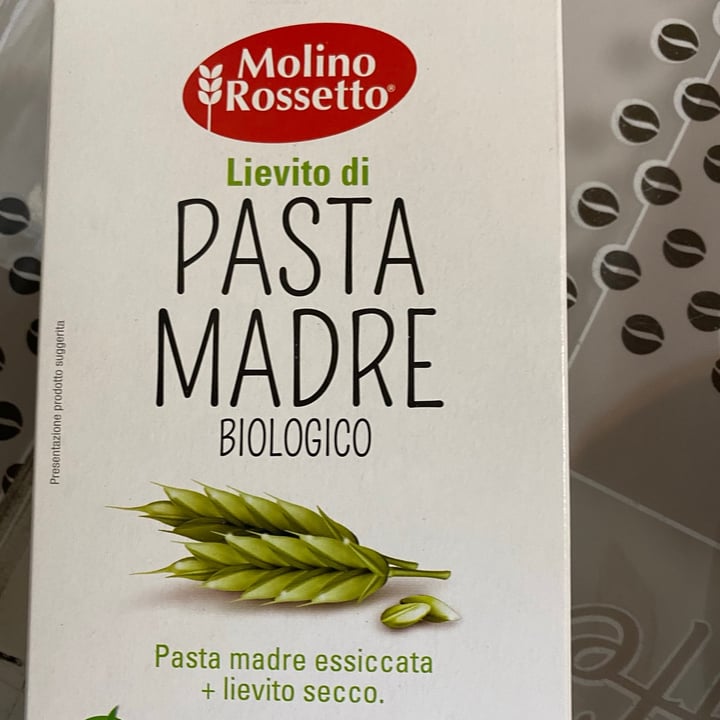 Molino
Rossetto®
Lievito di
PASTA
MADRE
BIOLOGICO
Presentazione prodotto suggerita
Pasta madre essiccata
+ lievito secco.